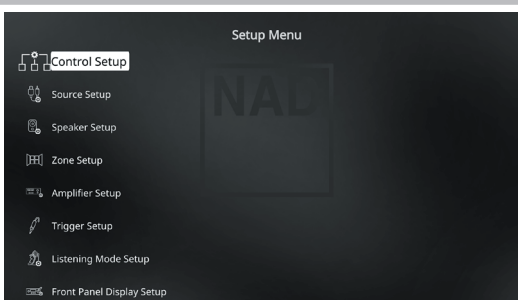 Setup Menu
Control Setup
NAD
Source Setup
Speaker Setup
Zone Setup
Amplifier Setup
Trigger Setup
Listening Mode Setup
Front Panel Display Setup